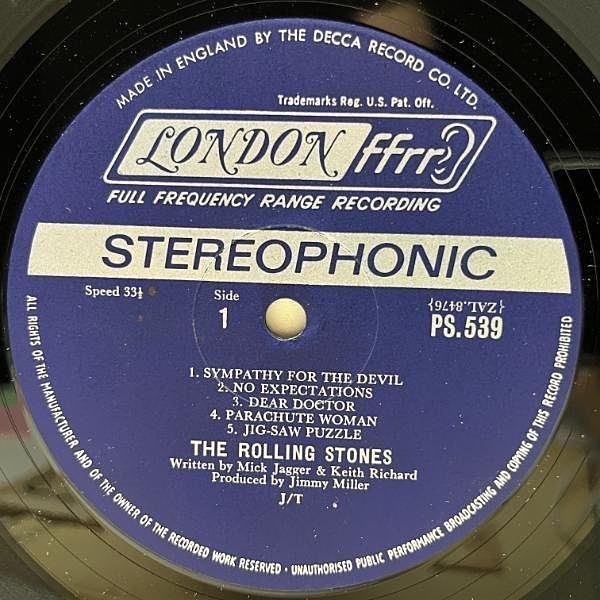 MADE IN ENGLAND BY THE DECCA RECORD CO. LTD.
Trademarks Reg. U.S. Pat. Off.
LONDON ffrr
FULL FREQUENCY RANGE RECORDING
STEREOPHONIC
Speed 33⅓
Side
1
{ZAL.8476}
PS.539
1. SYMPATHY FOR THE DEVIL
2. NO EXPECTATIONS
3. DEAR DOCTOR
4. PARACHUTE WOMAN
5. JIG-SAW PUZZLE
THE ROLLING STONES
Written by Mick Jagger & Keith Richard
Produced by Jimmy Miller
J/T
ALL RIGHTS OF THE MANUFACTURER AND OF THE OWNER OF THE RECORDED WORK RESERVED • UNAUTHORISED PUBLIC PERFORMANCE BROADCASTING AND COPYING OF THIS RECORD PROHIBITED